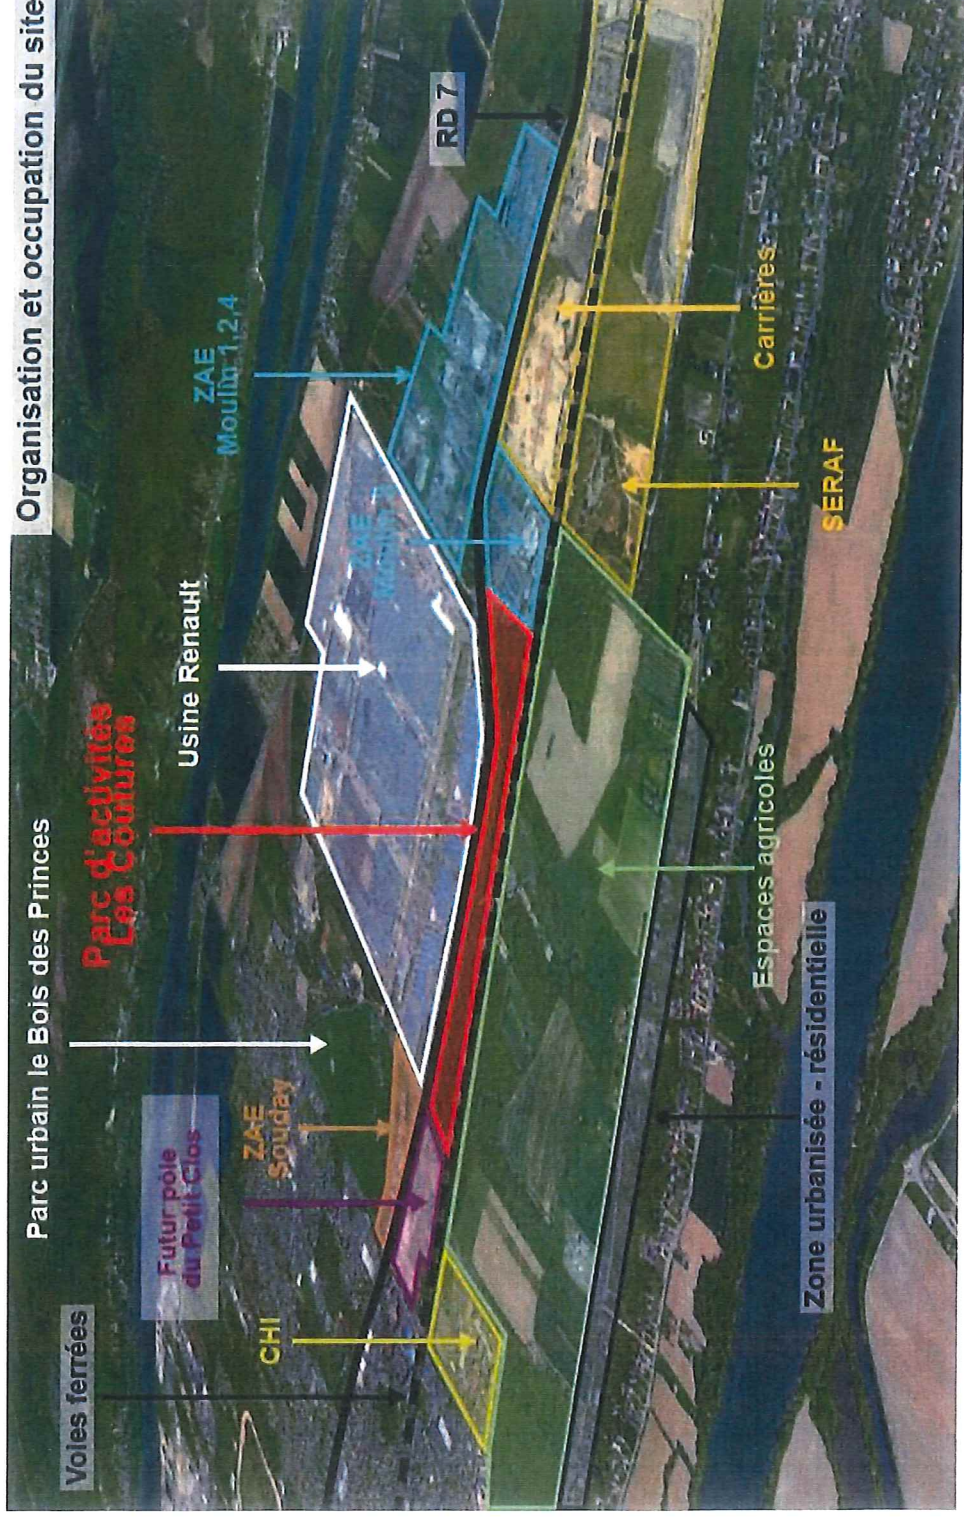 Organisation et occupation du site
Parc urbain le Bois des Princes
Parc d'activités
Les Coutures
Usine Renault
ZAE
Moulin 1,2,4
RD 7
ZAE
Voies ferrées
Futur pôle
du Petit Clos
ZAE
Souday
CHI
Carrières
SERAF
Espaces agricoles
Zone urbanisée - résidentielle